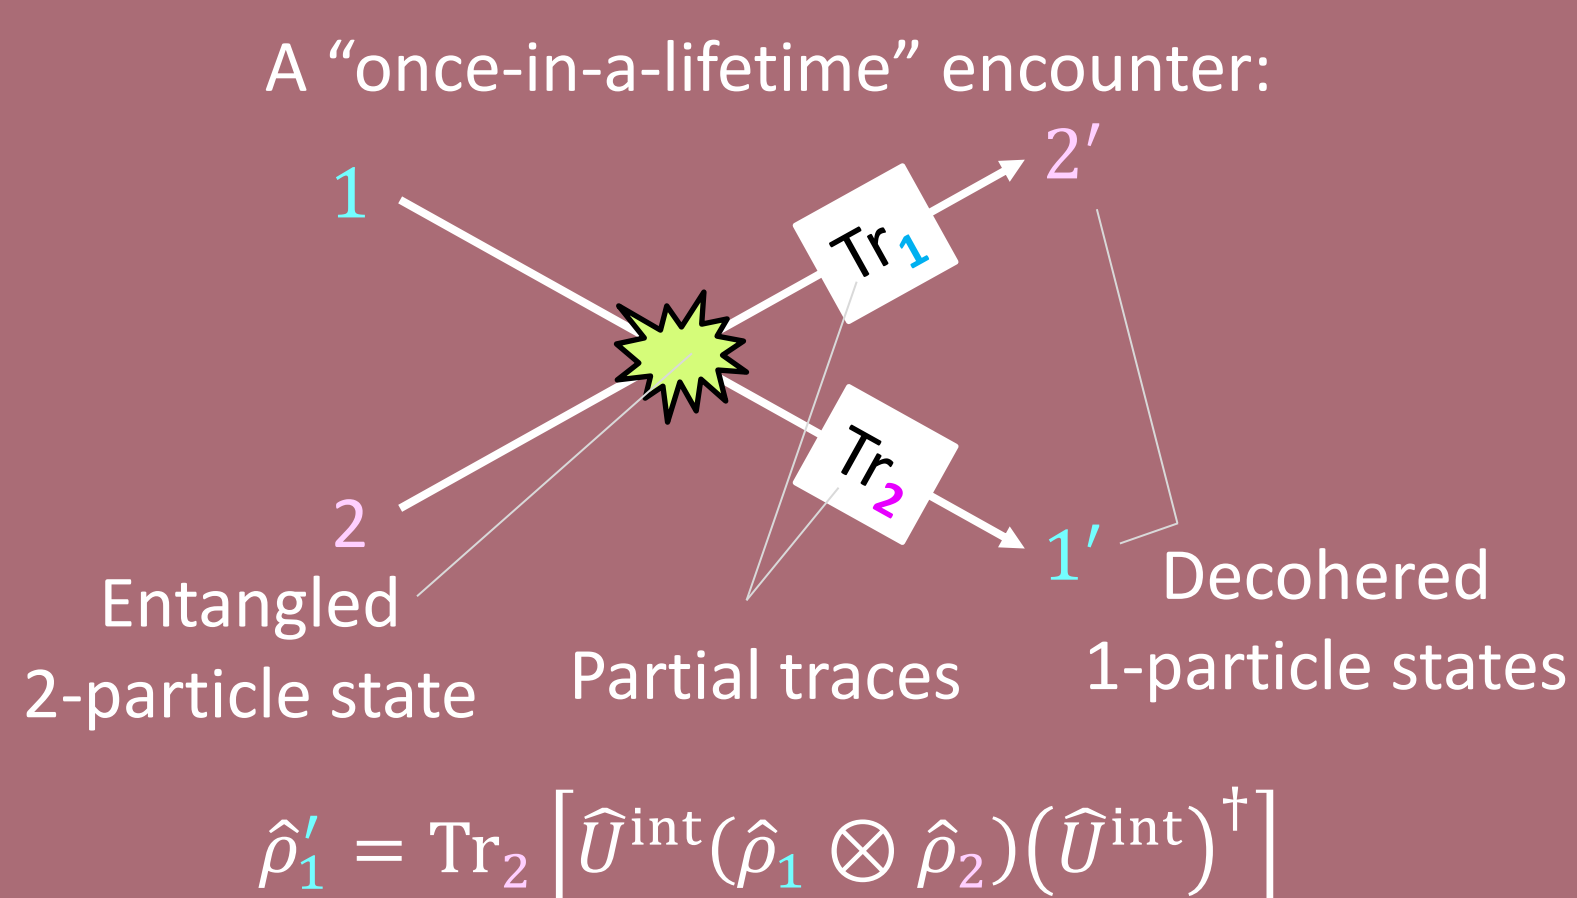 A “once-in-a-lifetime” encounter:
1
2′
Tr₁
2
Tr₂
1′
Entangled
2-particle state
Partial traces
Decohered
1-particle states
ρ̂′₁ = Tr₂ [Û^int(ρ̂₁ ⊗ ρ̂₂)(Û^int)^†]